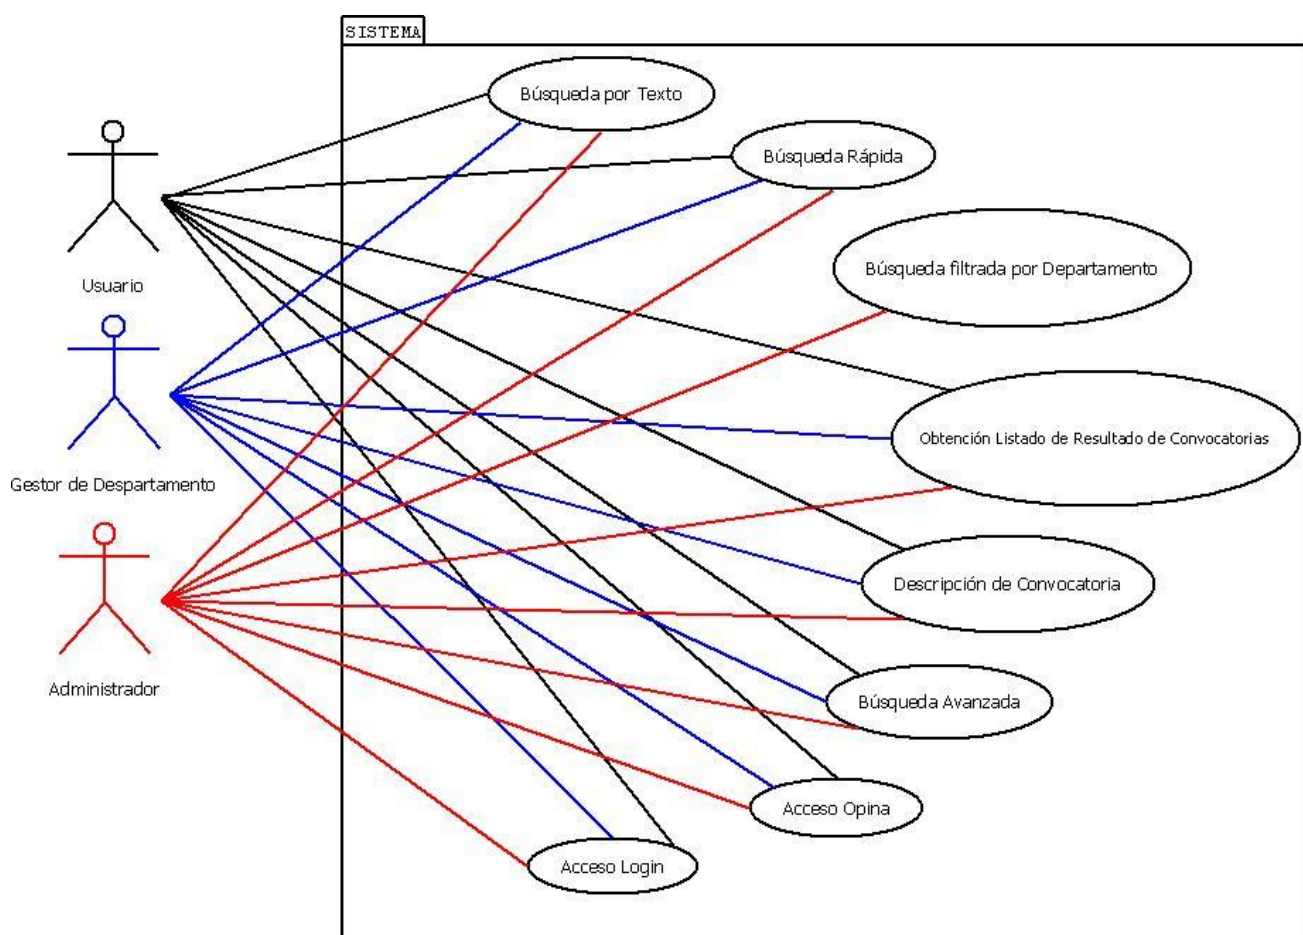 SISTEMA
Búsqueda por Texto
Búsqueda Rápida
Búsqueda filtrada por Departamento
Usuario
Obtención Listado de Resultado de Convocatorias
Gestor de Despartamento
Descripción de Convocatoria
Administrador
Búsqueda Avanzada
Acceso Opina
Acceso Login